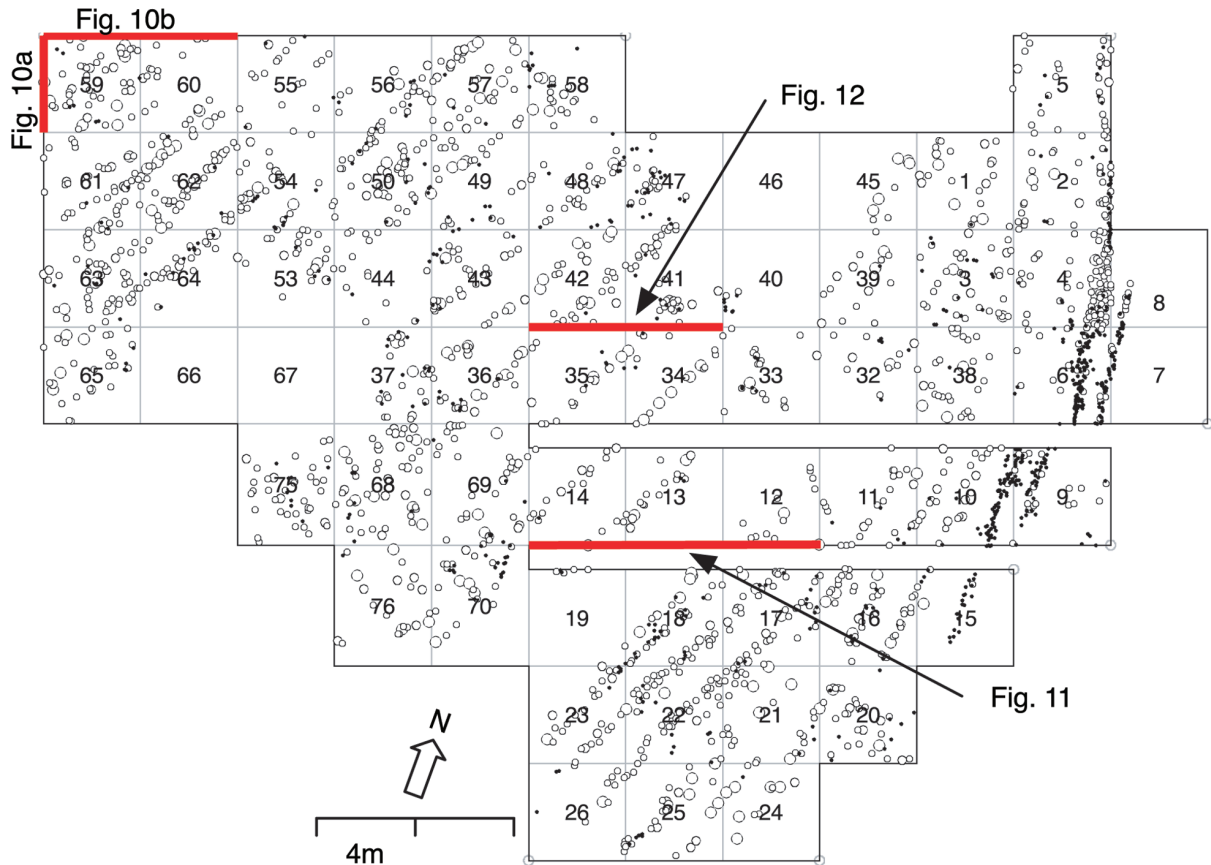 Fig. 10b
Fig. 10a
59 60 55 56 57 58 5
Fig. 12
61 62 54 50 49 48 47 46 45 1 2
63 64 53 44 43 42 41 40 39 3 4 8
65 66 67 37 36 35 34 33 32 38 6 7
75 68 69 14 13 12 11 10 9
76 70 19 18 17 16 15
Fig. 11
23 22 21 20
N
26 25 24
4m